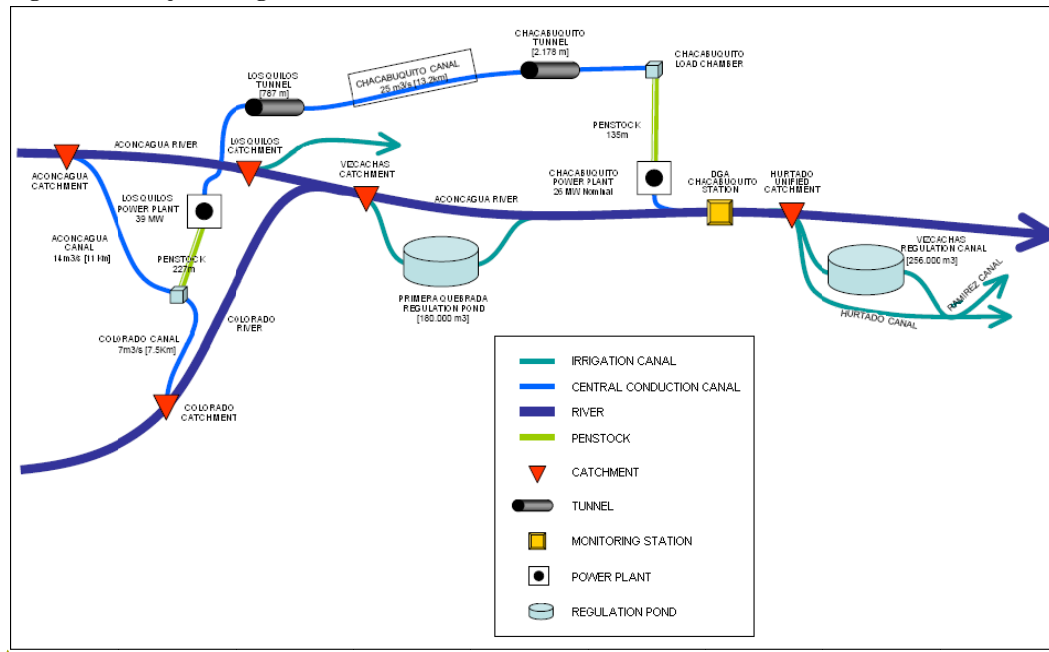 CHACABUQUITO
TUNNEL
[2.178 m]
CHACABUQUITO
LOAD CHAMBER
LOS QUILOS
TUNNEL
[787 m]
CHACABUQUITO CANAL
25 m3/s [13.2km]
PENSTOCK
135m
ACONCAGUA RIVER
LOS QUILOS
CATCHMENT
VIZCACHAS
CATCHMENT
ACONCAGUA
CATCHMENT
CHACABUQUITO
POWER PLANT
26 MW Nominal
DGA
CHACABUQUITO
STATION
HURTADO
UNIFIED
CATCHMENT
LOS QUILOS
POWER PLANT
39 MW
ACONCAGUA RIVER
ACONCAGUA
CANAL
14m3/s [11 Km]
PENSTOCK
227m
VIZCACHAS
REGULATION CANAL
[256.000 m3]
PRIMERA QUEBRADA
REGULATION POND
[180.000 m3]
RAMIREZ CANAL
HURTADO CANAL
COLORADO
RIVER
COLORADO CANAL
7m3/s [7.5Km]
COLORADO
CATCHMENT
IRRIGATION CANAL
CENTRAL CONDUCTION CANAL
RIVER
PENSTOCK
CATCHMENT
TUNNEL
MONITORING STATION
POWER PLANT
REGULATION POND